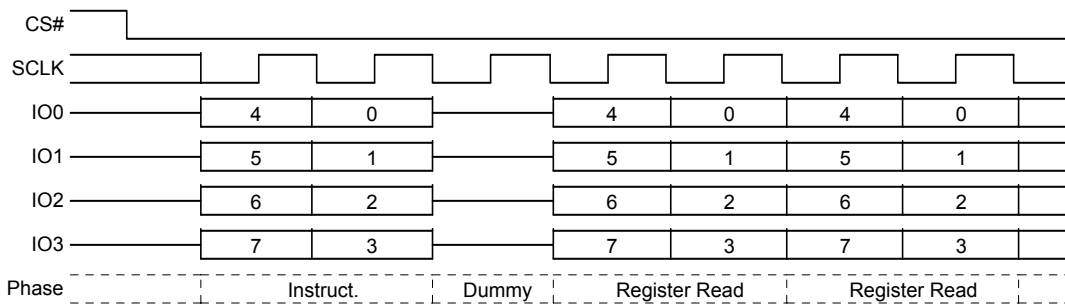 CS#
SCLK
IO0 4 0 4 0 4 0
IO1 5 1 5 1 5 1
IO2 6 2 6 2 6 2
IO3 7 3 7 3 7 3
Phase Instruct. Dummy Register Read Register Read